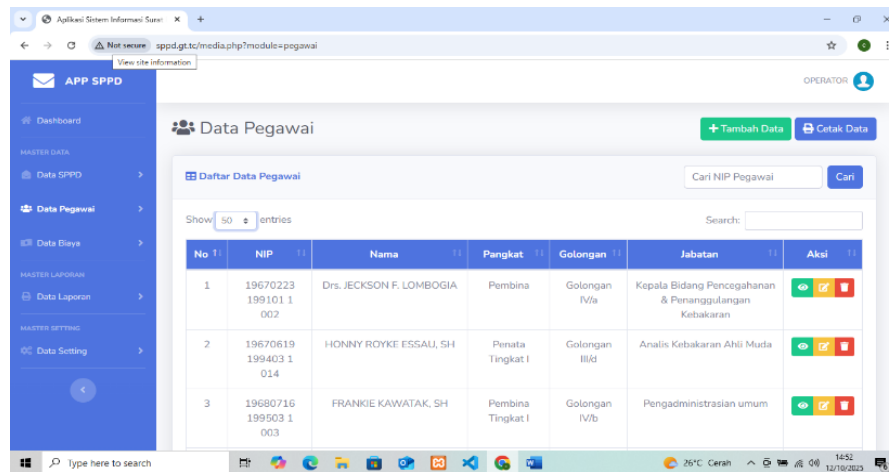 Aplikasi Sistem Informasi Surat
Not secure sppd.gt.tc/media.php?module=pegawai
View site information
APP SPPD
OPERATOR
Dashboard
Data Pegawai
+ Tambah Data
Cetak Data
MASTER DATA
Data SPPD
Data Pegawai
Data Biaya
MASTER LAPORAN
Data Laporan
MASTER SETTING
Data Setting
Daftar Data Pegawai
Cari NIP Pegawai
Cari
Show 50 entries
Search:
No NIP Nama Pangkat Golongan Jabatan Aksi
1 19670223 Drs. JECKSON F. LOMBOGIA Pembina Golongan Kepala Bidang Pencegahanan
199101 1 IV/a & Penanggulangan
002 Kebakaran
2 19670619 HONNY ROYKE ESSAU, SH Penata Golongan Analis Kebakaran Ahli Muda
199403 1 Tingkat I III/d
014
3 19680716 FRANKIE KAWATAK, SH Pembina Golongan Pengadministrasian umum
199503 1 Tingkat I IV/b
003
Type here to search
26°C Cerah
14:52
12/10/2025